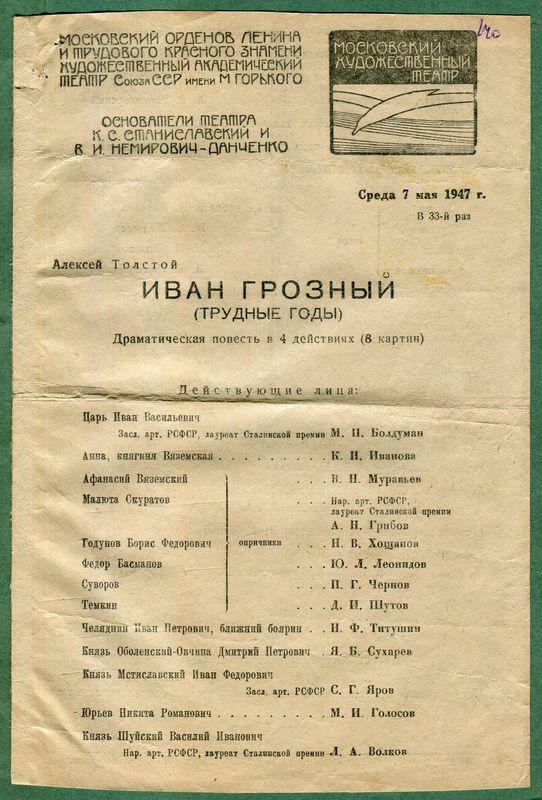 МОСКОВСКИЙ ОРДЕНОВ ЛЕНИНА
И ТРУДОВОГО КРАСНОГО ЗНАМЕНИ
ХУДОЖЕСТВЕННЫЙ АКАДЕМИЧЕСКИЙ
ТЕАТР СОЮЗА ССР ИМЕНИ М ГОРЬКОГО
ОСНОВАТЕЛИ ТЕАТРА
К. С. СТАНИСЛАВСКИЙ И
В. И. НЕМИРОВИЧ-ДАНЧЕНКО
140
МОСКОВСКИЙ
ХУДОЖЕСТВЕННЫЙ
ТЕАТР
Среда 7 мая 1947 г.
В 33-й раз
Алексей Толстой
ИВАН ГРОЗНЫЙ
(ТРУДНЫЕ ГОДЫ)
Драматическая повесть в 4 действиях (8 картин)
Действующие лица:
Царь Иван Васильевич
Засл. арт. РСФСР, лауреат Сталинской премии М. П. Болдуман
Анна, княгиня Вяземская . . . . . . . . . . К. Н. Иванова
Афанасий Вяземский . . . В. Н. Муравьев
Малюта Скуратов . . . Нар. арт. РСФСР,
лауреат Сталинской премии
А. Н. Грибов
Годунов Борис Федорович опричники . . . Н. В. Хощанов
Федор Басманов . . . Ю. Л. Леонидов
Суворов . . . П. Г. Чернов
Темкин . . . Д. И. Шутов
Челяднин Иван Петрович, ближний боярин . . Н. Ф. Титушин
Князь Оболенский-Овчина Дмитрий Петрович . Я. Б. Сухарев
Князь Мстиславский Иван Федорович
Засл. арт. РСФСР С. Г. Яров
Юрьев Никита Романович . . . . . . . . . М. И. Голосов
Князь Шуйский Василий Иванович
Нар. арт. РСФСР, лауреат Сталинской премии Л. А. Волков